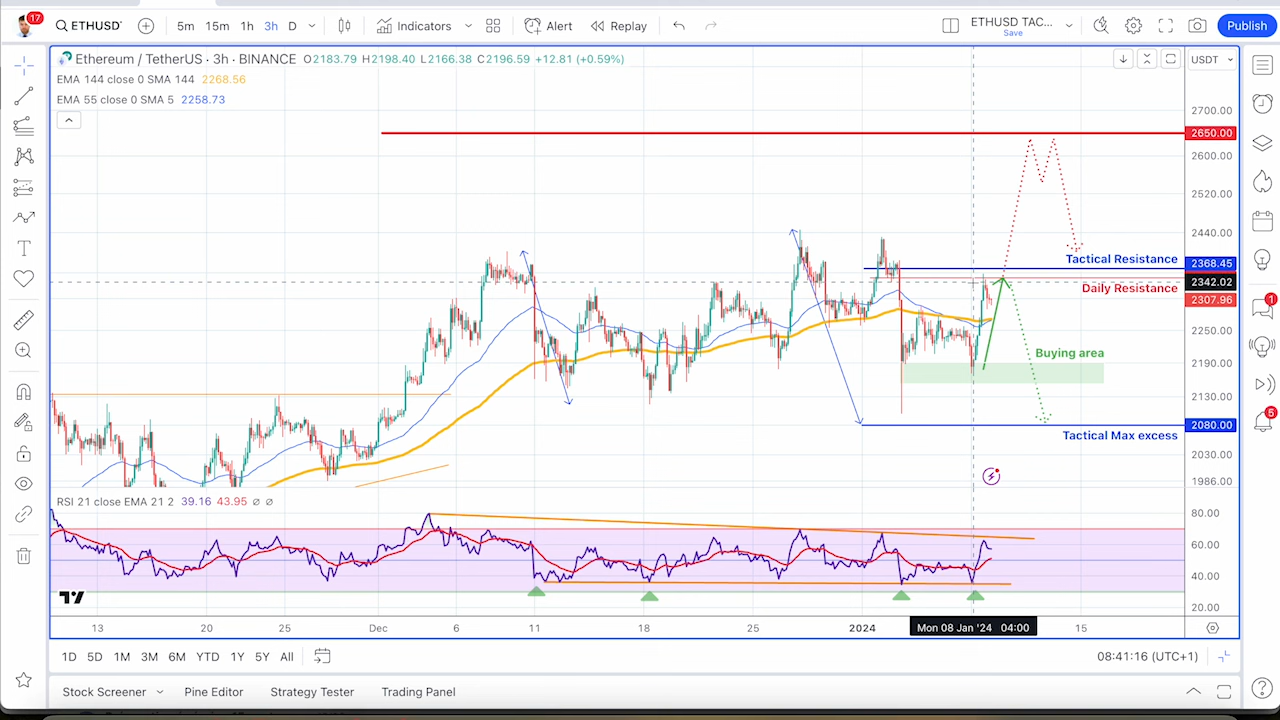 17 ETHUSDT 5m 15m 1h 3h D Indicators Alert Replay ETHUSD TAC... Save Publish
Ethereum / TetherUS · 3h · BINANCE O2183.79 H2198.40 L2166.38 C2196.59 +12.81 (+0.59%) USDT
EMA 144 close 0 SMA 144 2268.56
EMA 55 close 0 SMA 5 2258.73
2700.00
2650.00
2600.00
2520.00
2440.00
Tactical Resistance 2368.45
2342.02
Daily Resistance
2307.96
1
2250.00
Buying area
2190.00
2130.00
5
2080.00
Tactical Max excess
2030.00
1986.00
RSI 21 close EMA 21 2 39.16 43.95 ∅ ∅
80.00
60.00
40.00
20.00
13 20 25 Dec 6 11 18 25 2024 Mon 08 Jan '24 04:00 15
1D 5D 1M 3M 6M YTD 1Y 5Y All 08:41:16 (UTC+1)
Stock Screener Pine Editor Strategy Tester Trading Panel